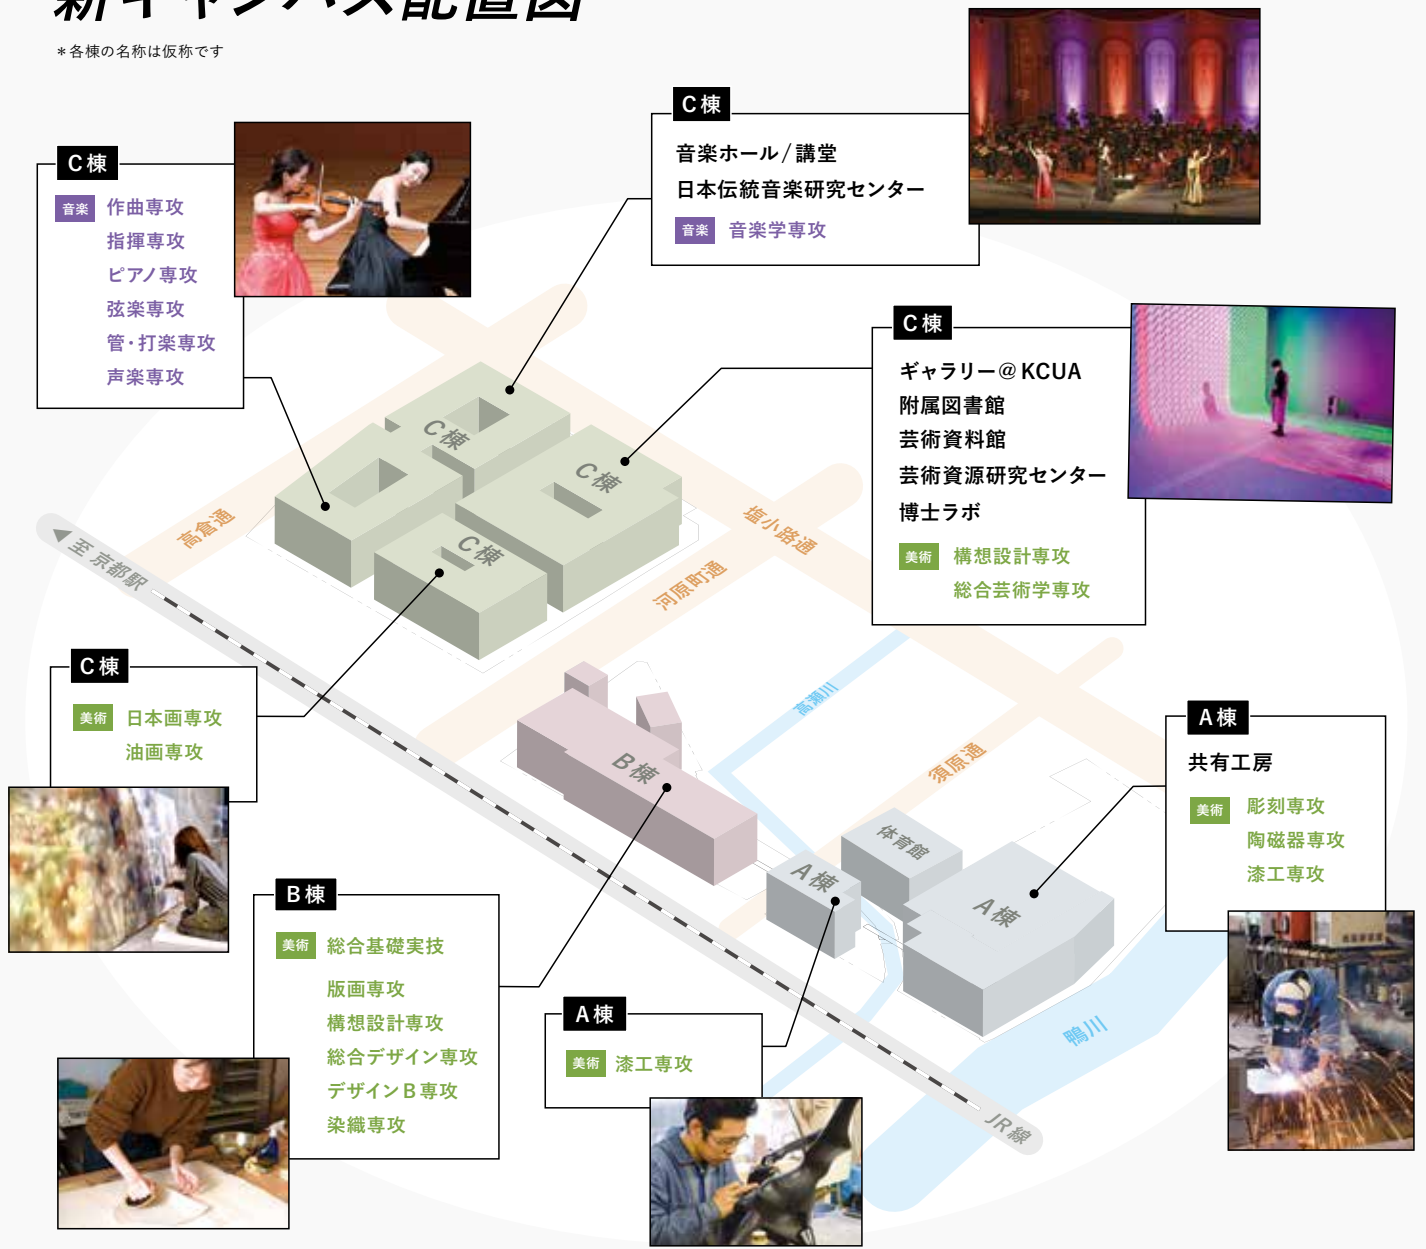 新キャンパス配置図
*各棟の名称は仮称です
C棟
音楽 作曲専攻
指揮専攻
ピアノ専攻
弦楽専攻
管・打楽専攻
声楽専攻
C棟
音楽ホール/講堂
日本伝統音楽研究センター
音楽 音楽学専攻
C棟
ギャラリー@KCUA
附属図書館
芸術資料館
芸術資源研究センター
博士ラボ
美術 構想設計専攻
総合芸術学専攻
C棟
C棟
C棟
高倉通
塩小路通
河原町通
至 京都駅
C棟
美術 日本画専攻
油画専攻
高瀬川
須原通
B棟
体育館
A棟
A棟
鴨川
JR線
A棟
共有工房
美術 彫刻専攻
陶磁器専攻
漆工専攻
B棟
美術 総合基礎実技
版画専攻
構想設計専攻
総合デザイン専攻
デザインB専攻
染織専攻
A棟
美術 漆工専攻